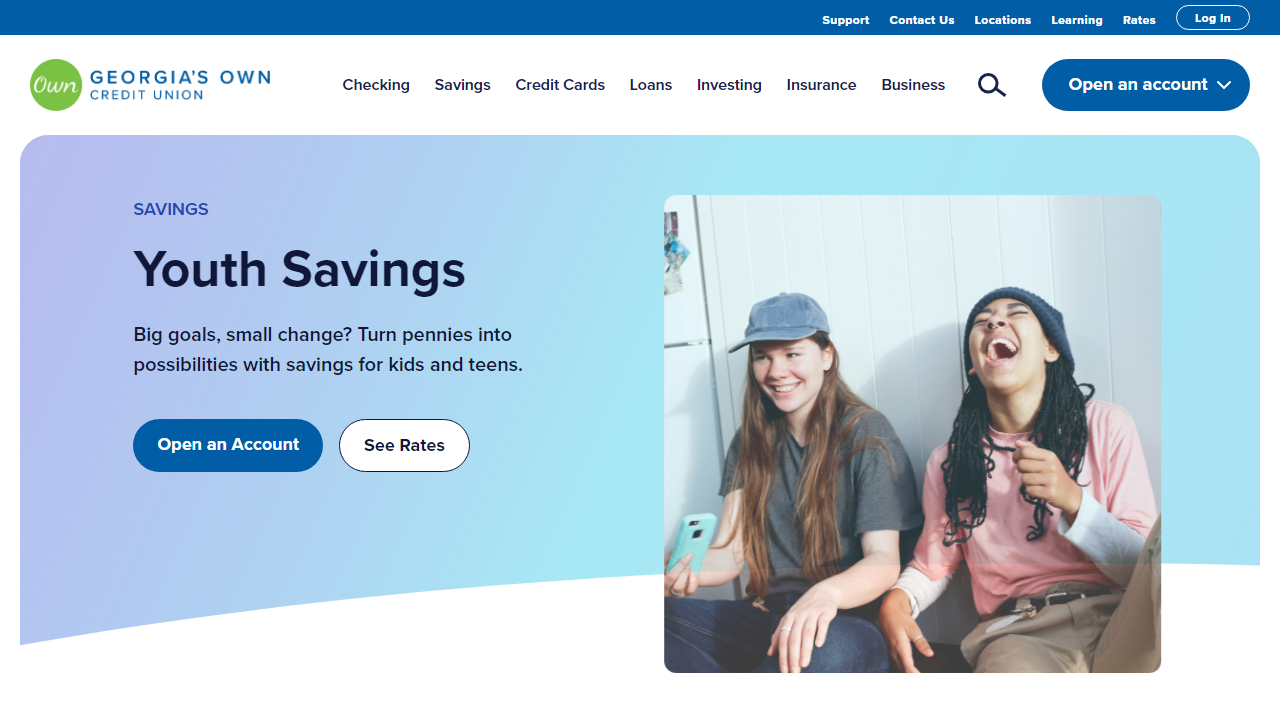 Support Contact Us Locations Learning Rates Log In
Own GEORGIA'S OWN
CREDIT UNION
Checking Savings Credit Cards Loans Investing Insurance Business Open an account
SAVINGS
Youth Savings
Big goals, small change? Turn pennies into
possibilities with savings for kids and teens.
Open an Account See Rates